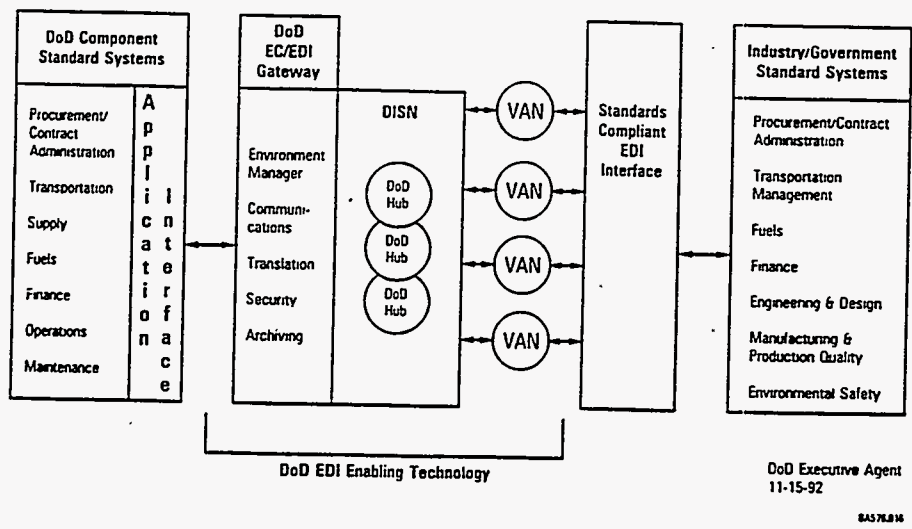 DoD Component
Standard Systems
Procurement/
Contract
Administration
Transportation
Supply
Fuels
Finance
Operations
Maintenance
Application
Interface
DoD
EC/EDI
Gateway
Environment
Manager
Communi-
cations
Translation
Security
Archiving
DISN
DoD
Hub
DoD
Hub
DoD
Hub
VAN
VAN
VAN
VAN
Standards
Compliant
EDI
Interface
Industry/Government
Standard Systems
Procurement/Contract
Administration
Transportation
Management
Fuels
Finance
Engineering & Design
Manufacturing &
Production Quality
Environmental Safety
DoD EDI Enabling Technology
DoD Executive Agent
11-15-92